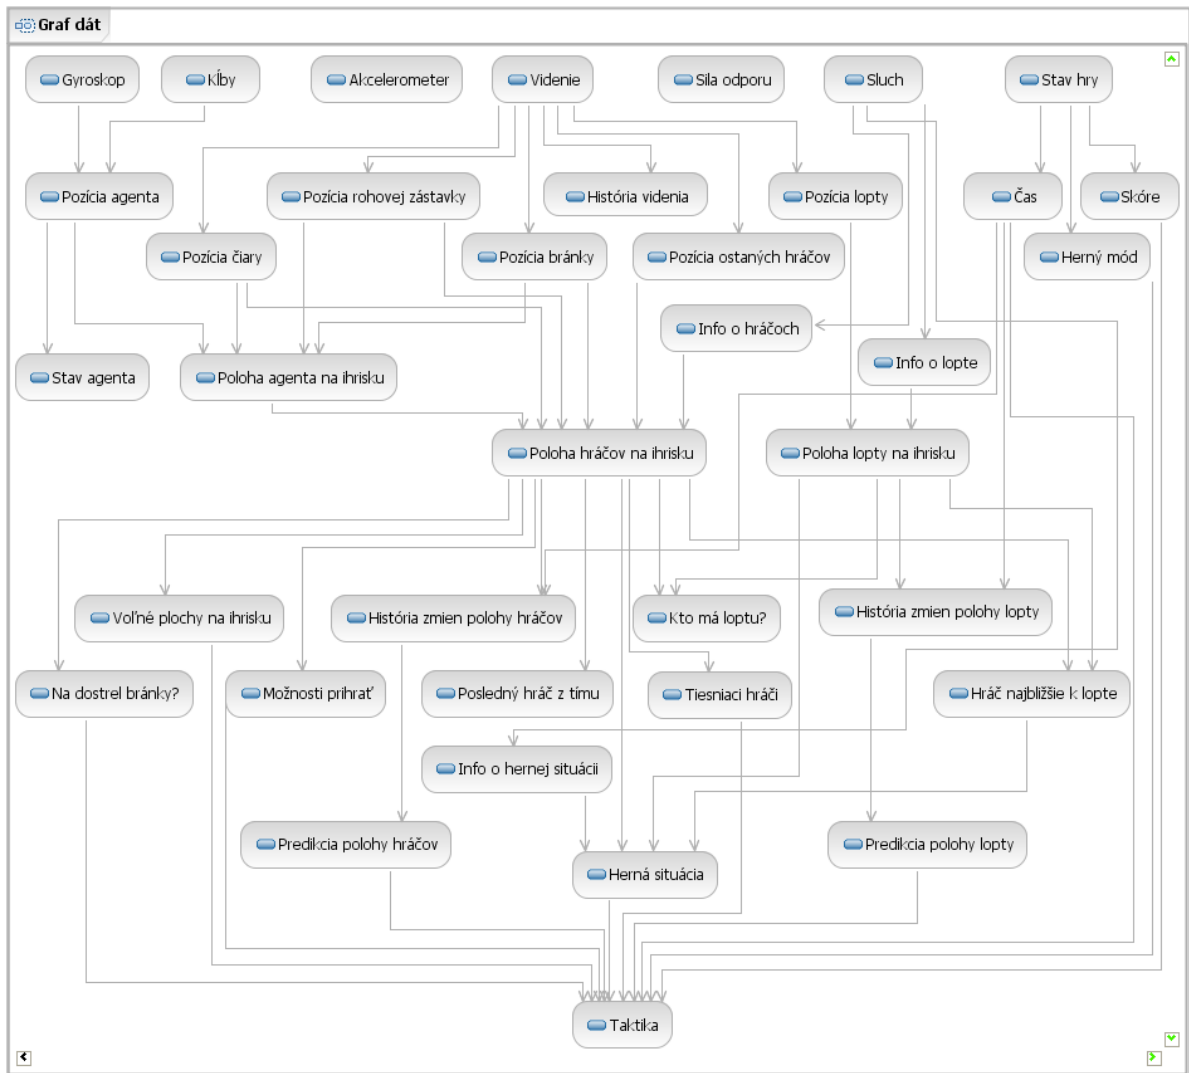 Graf dát
Gyroskop
Kĺby
Akcelerometer
Videnie
Sila odporu
Sluch
Stav hry
Pozícia agenta
Pozícia rohovej zástavky
História videnia
Pozícia lopty
Čas
Skóre
Pozícia čiary
Pozícia bránky
Pozícia ostaných hráčov
Herný mód
Info o hráčoch
Info o lopte
Stav agenta
Poloha agenta na ihrisku
Poloha hráčov na ihrisku
Poloha lopty na ihrisku
Voľné plochy na ihrisku
História zmien polohy hráčov
Kto má loptu?
História zmien polohy lopty
Na dostrel bránky?
Možnosti prihrať
Posledný hráč z tímu
Tiesniaci hráči
Hráč najbližšie k lopte
Info o hernej situácii
Predikcia polohy hráčov
Predikcia polohy lopty
Herná situácia
Taktika